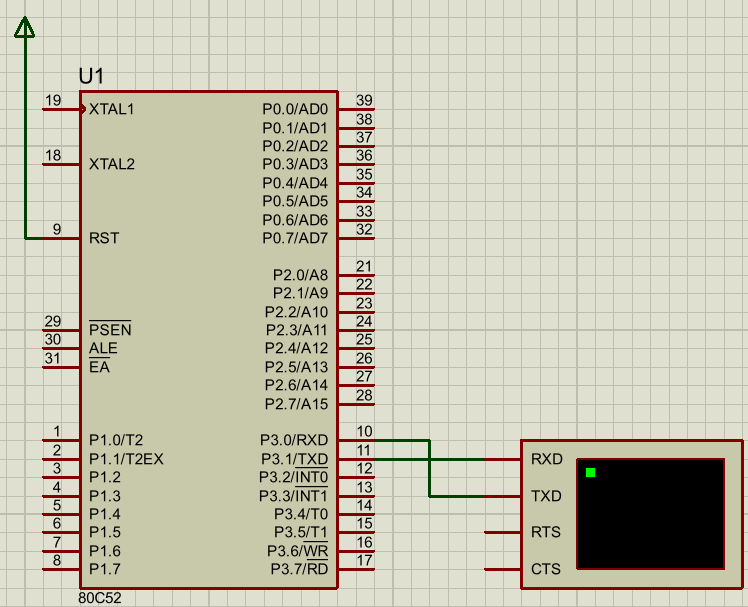 U1
19 XTAL1 P0.0/AD0 39
P0.1/AD1 38
P0.2/AD2 37
18 XTAL2 P0.3/AD3 36
P0.4/AD4 35
P0.5/AD5 34
P0.6/AD6 33
9 RST P0.7/AD7 32
P2.0/A8 21
P2.1/A9 22
P2.2/A10 23
29 PSEN P2.3/A11 24
30 ALE P2.4/A12 25
31 EA P2.5/A13 26
P2.6/A14 27
P2.7/A15 28
1 P1.0/T2 P3.0/RXD 10
2 P1.1/T2EX P3.1/TXD 11 RXD
3 P1.2 P3.2/INT0 12
4 P1.3 P3.3/INT1 13 TXD
5 P1.4 P3.4/T0 14
6 P1.5 P3.5/T1 15 RTS
7 P1.6 P3.6/WR 16
8 P1.7 P3.7/RD 17 CTS
80C52